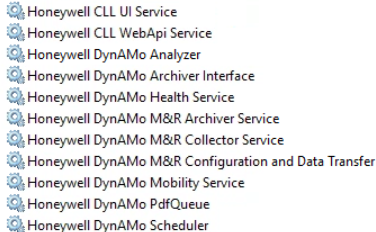 Honeywell CLL UI Service
Honeywell CLL WebApi Service
Honeywell DynAMo Analyzer
Honeywell DynAMo Archiver Interface
Honeywell DynAMo Health Service
Honeywell DynAMo M&R Archiver Service
Honeywell DynAMo M&R Collector Service
Honeywell DynAMo M&R Configuration and Data Transfer
Honeywell DynAMo Mobility Service
Honeywell DynAMo PdfQueue
Honeywell DynAMo Scheduler